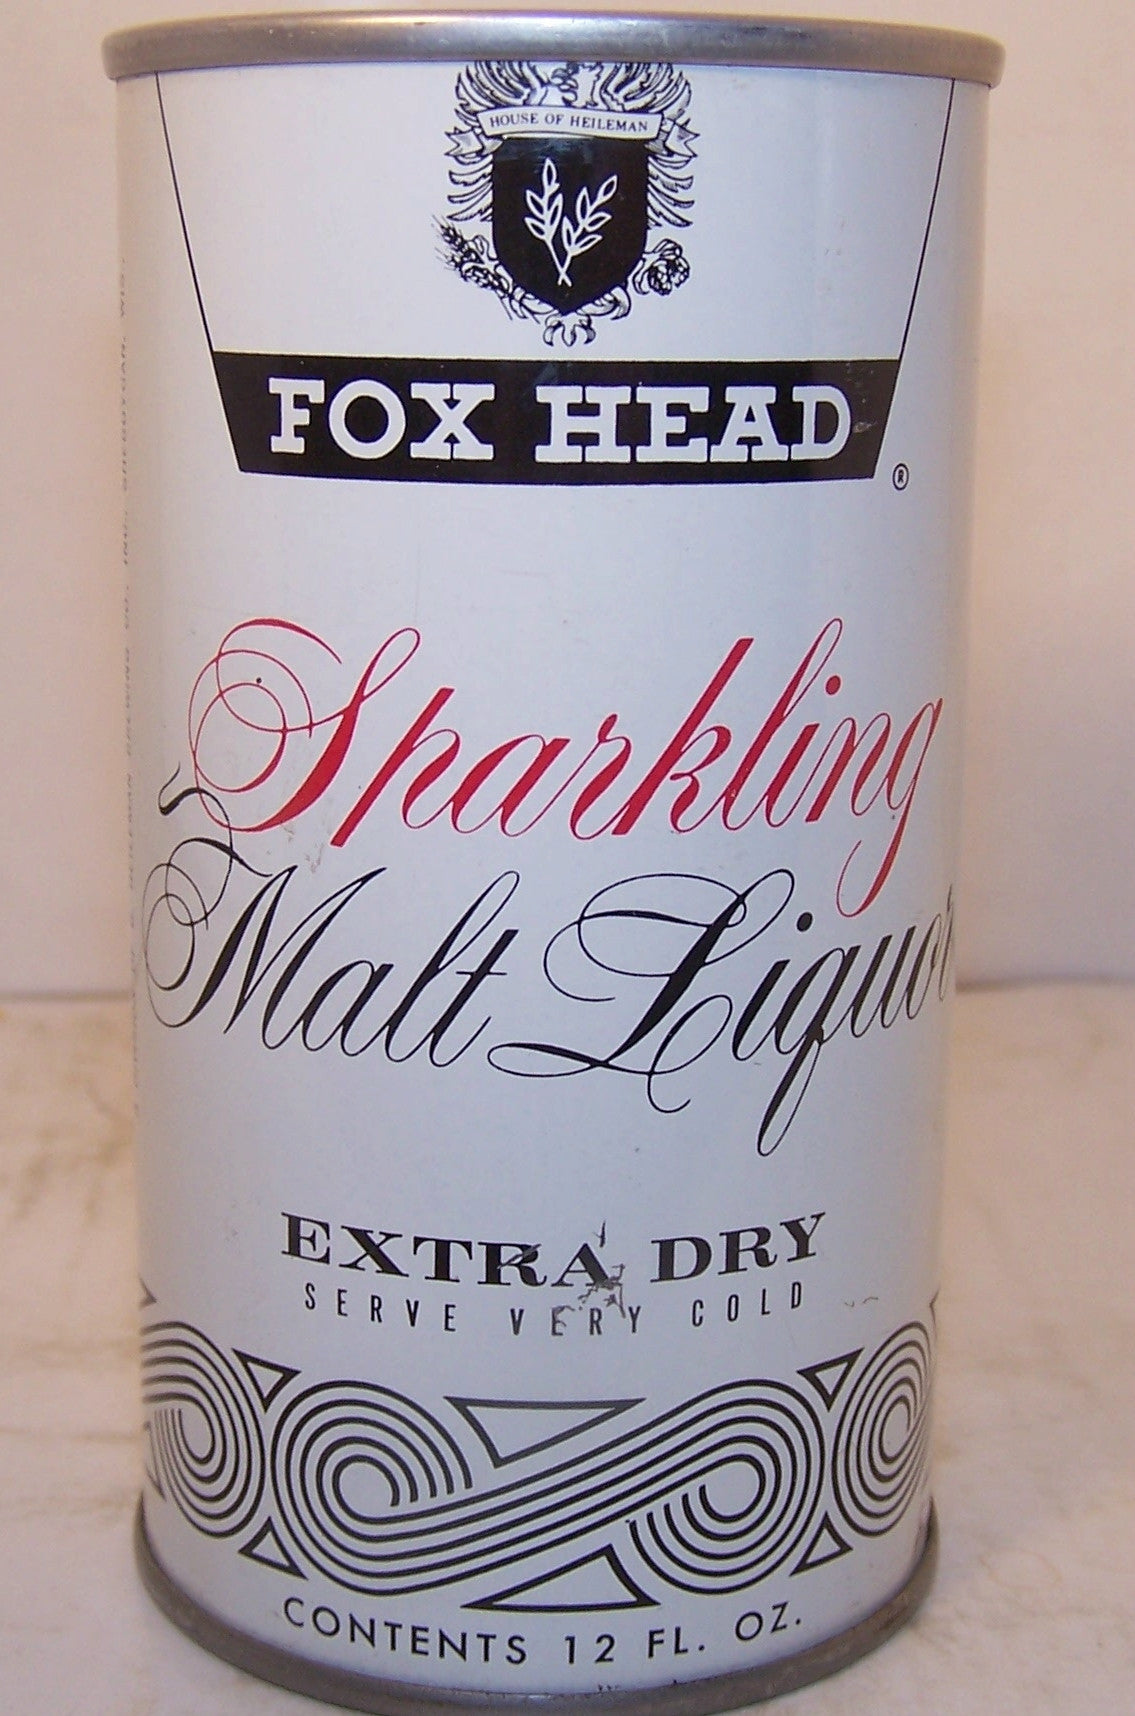 HOUSE OF HEILEMAN
FOX HEAD
®
Sparkling
Malt Liquor
EXTRA DRY
SERVE VERY COLD
CONTENTS 12 FL. OZ.